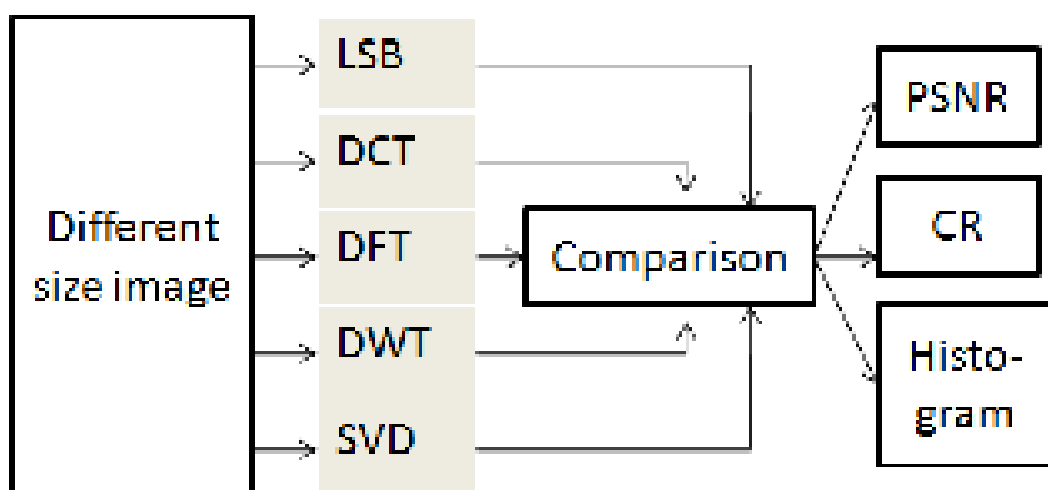 Different
size image
LSB
DCT
DFT
DWT
SVD
Comparison
PSNR
CR
Histo-
gram